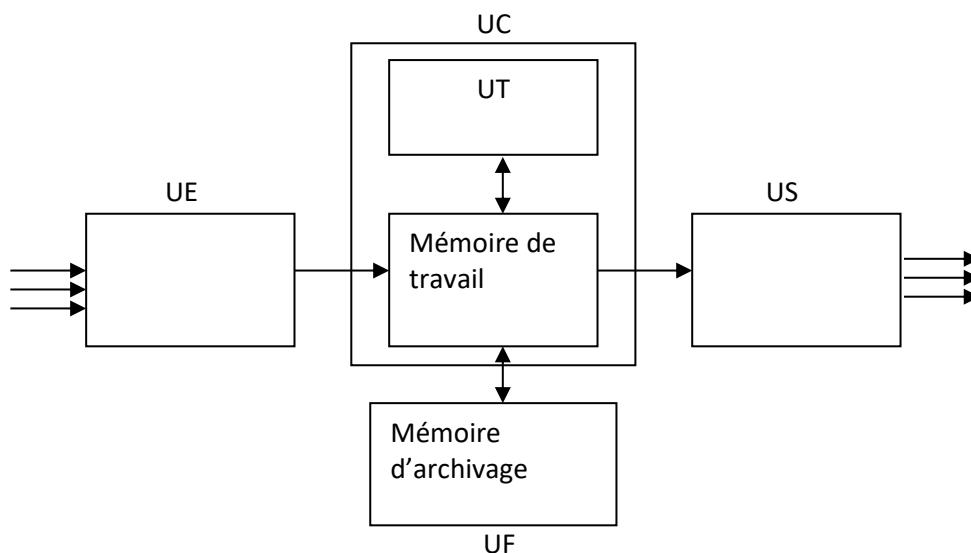 UC
UT
UE
US
Mémoire de
travail
Mémoire
d’archivage
UF